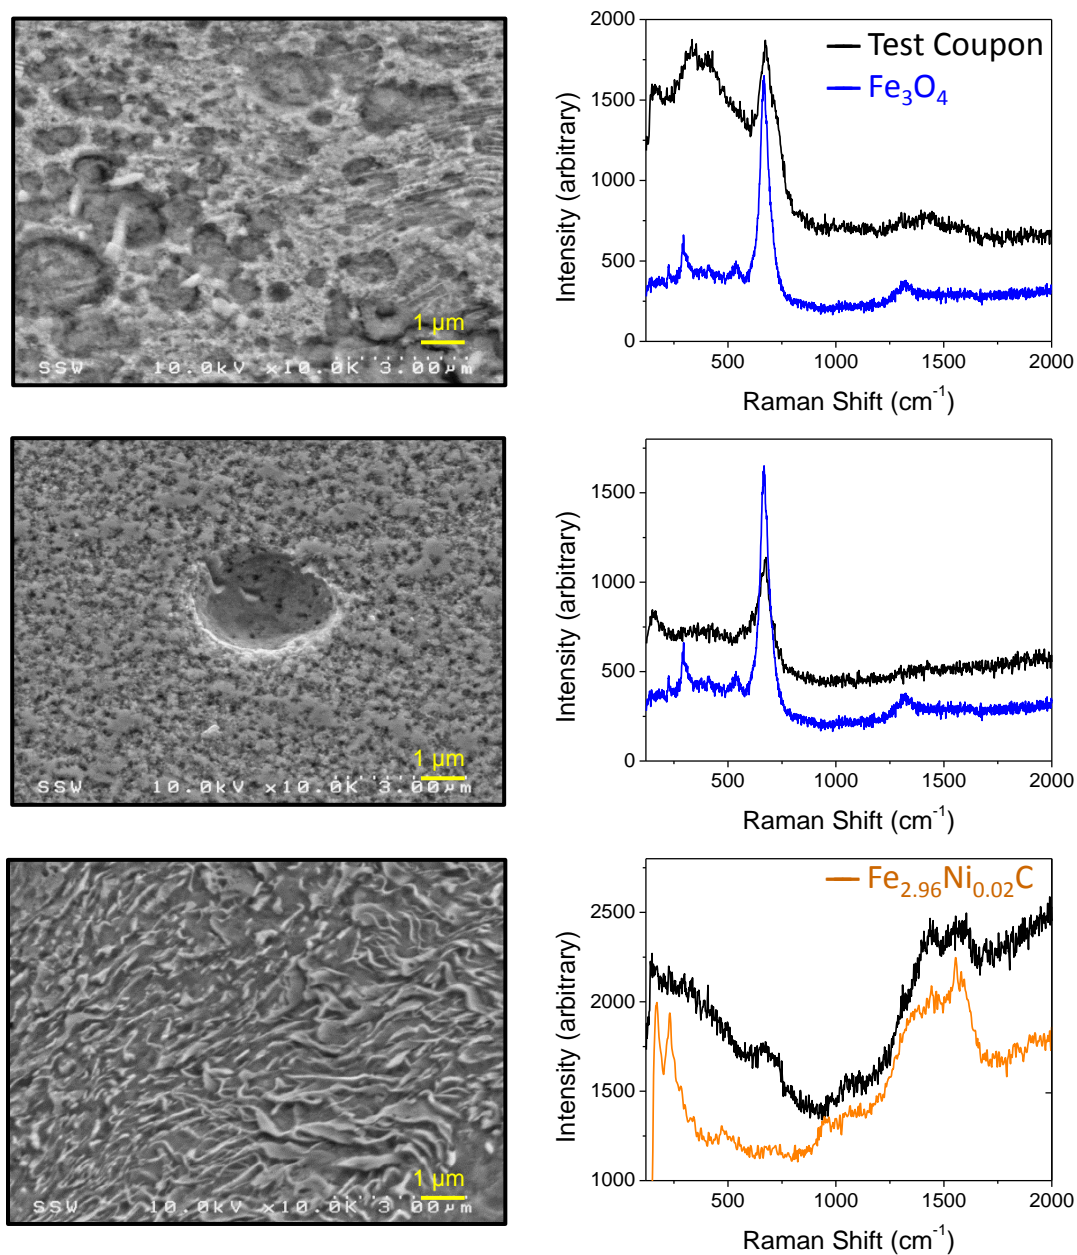 1 µm
SSW 10.0kV x10.0K 3.00µm
2000
1500
1000
500
0
Intensity (arbitrary)
Test Coupon
Fe3O4
500 1000 1500 2000
Raman Shift (cm-1)
1 µm
SSW 10.0kV x10.0K 3.00µm
1500
1000
500
0
Intensity (arbitrary)
500 1000 1500 2000
Raman Shift (cm-1)
1 µm
SSW 10.0kV x10.0K 3.00µm
2500
2000
1500
1000
Intensity (arbitrary)
Fe2.96Ni0.02C
500 1000 1500 2000
Raman Shift (cm-1)